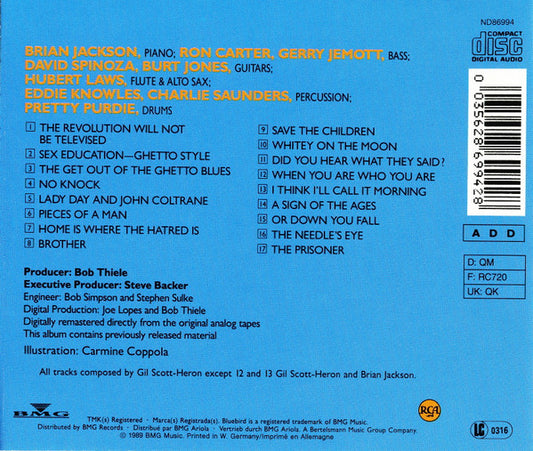 ND86994
BRIAN JACKSON, PIANO; RON CARTER, GERRY JEMOTT, BASS;
DAVID SPINOZA, BURT JONES, GUITARS;
HUBERT LAWS, FLUTE & ALTO SAX;
EDDIE KNOWLES, CHARLIE SAUNDERS, PERCUSSION;
PRETTY PURDIE, DRUMS
COMPACT
disc
DIGITAL AUDIO
1 THE REVOLUTION WILL NOT
BE TELEVISED
2 SEX EDUCATION—GHETTO STYLE
3 THE GET OUT OF THE GHETTO BLUES
4 NO KNOCK
5 LADY DAY AND JOHN COLTRANE
6 PIECES OF A MAN
7 HOME IS WHERE THE HATRED IS
8 BROTHER
9 SAVE THE CHILDREN
10 WHITEY ON THE MOON
11 DID YOU HEAR WHAT THEY SAID?
12 WHEN YOU ARE WHO YOU ARE
13 I THINK I'LL CALL IT MORNING
14 A SIGN OF THE AGES
15 OR DOWN YOU FALL
16 THE NEEDLE'S EYE
17 THE PRISONER
0 035628 699428
A D D
D: QM
F: RC720
UK: QK
Producer: Bob Thiele
Executive Producer: Steve Backer
Engineer: Bob Simpson and Stephen Sulke
Digital Production: Joe Lopes and Bob Thiele
Digitally remastered directly from the original analog tapes
This album contains previously released material
Illustration: Carmine Coppola
All tracks composed by Gil Scott-Heron except 12 and 13 Gil Scott-Heron and Brian Jackson.
BMG
TMK(s) Registered • Marca(s) Registrada(s). Bluebird is a registered trademark of BMG Music.
Distributed by BMG Records • Distribué par BMG Ariola • Vertrieb durch BMG Ariola. A Bertelsmann Music Group Company.
© 1989 BMG Music. Printed in W. Germany/Imprimé en Allemagne
RCA
LC 0316